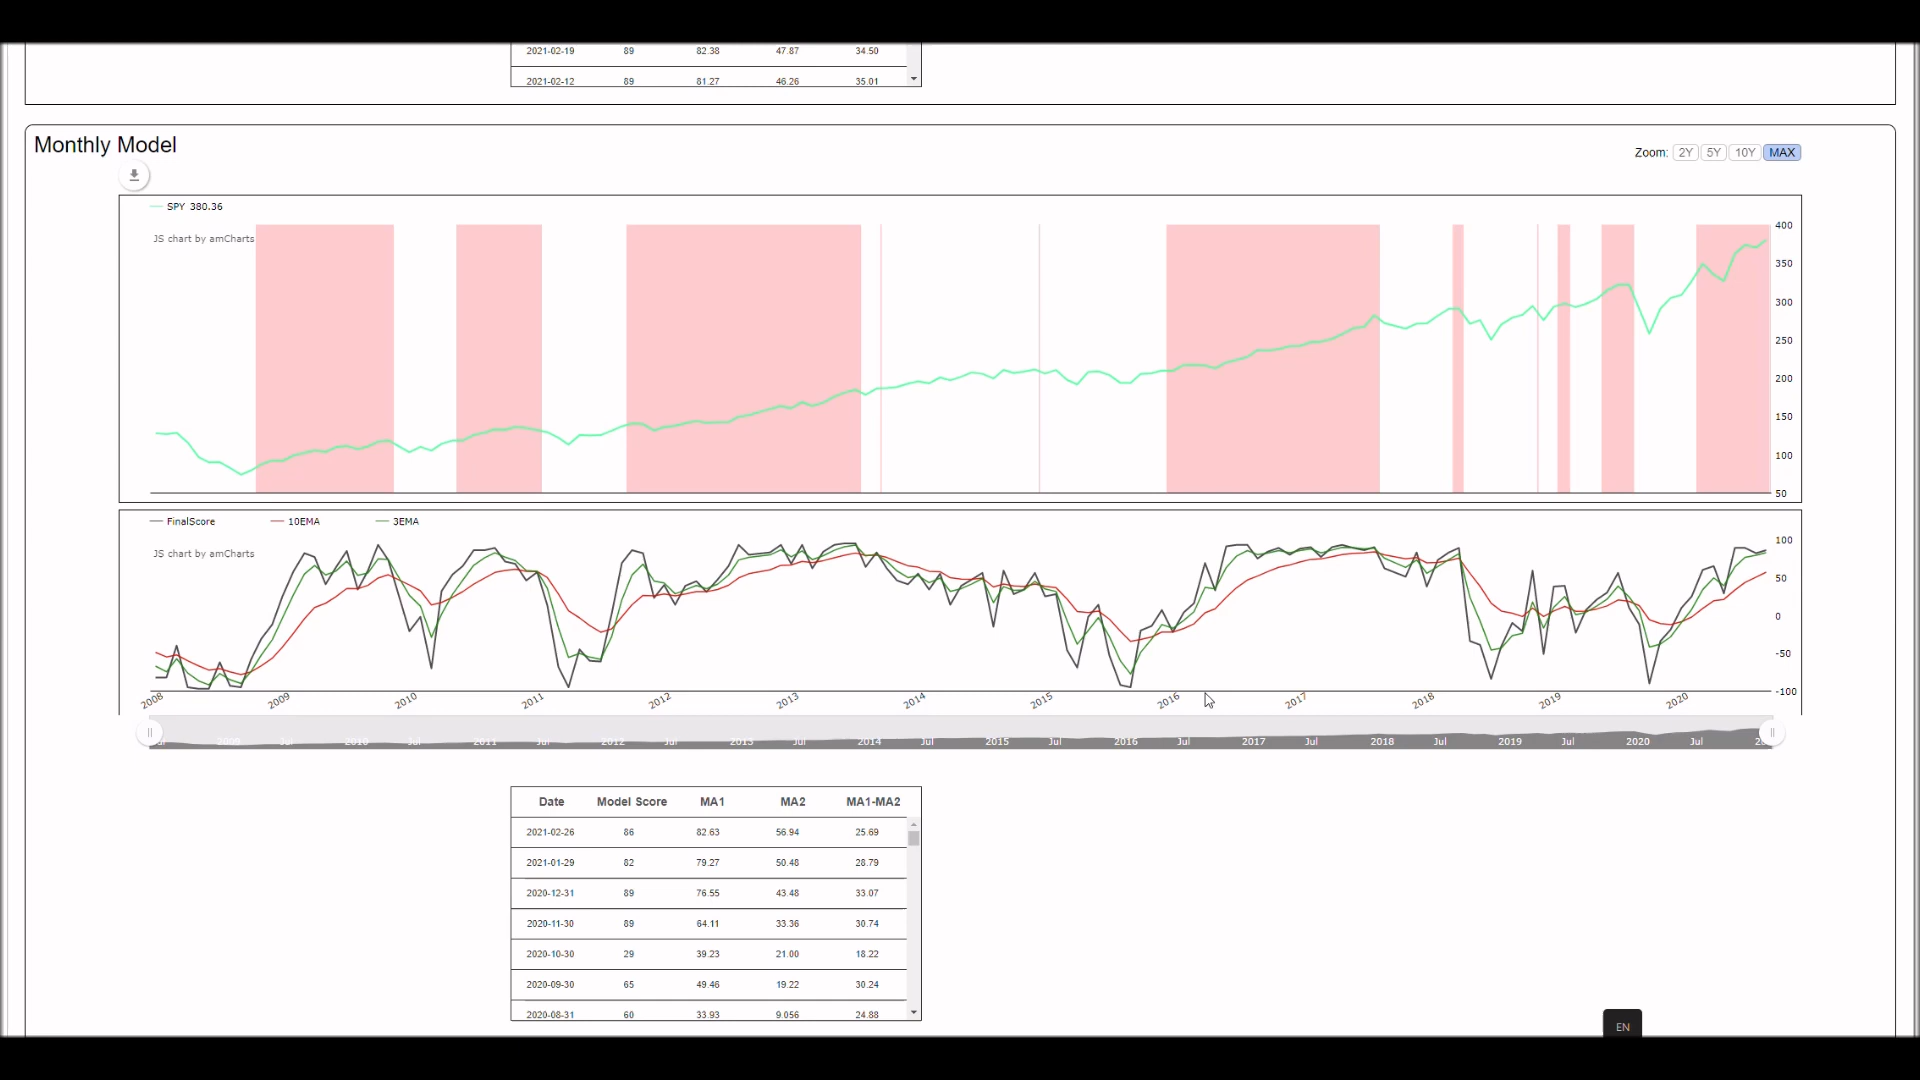 2021-02-19 89 82.38 47.87 34.50
2021-02-12 89 81.27 46.26 35.01
Monthly Model
Zoom: 2Y 5Y 10Y MAX
SPY 380.36
JS chart by amCharts
400
350
300
250
200
150
100
50
FinalScore 10EMA 3EMA
JS chart by amCharts
100
50
0
-50
-100
2008 2009 2010 2011 2012 2013 2014 2015 2016 2017 2018 2019 2020
2009 Jul 2010 Jul 2011 Jul 2012 Jul 2013 Jul 2014 Jul 2015 Jul 2016 Jul 2017 Jul 2018 Jul 2019 Jul 2020 Jul
Date Model Score MA1 MA2 MA1-MA2
2021-02-26 86 82.63 56.94 25.69
2021-01-29 82 79.27 50.48 28.79
2020-12-31 89 76.55 43.48 33.07
2020-11-30 89 64.11 33.36 30.74
2020-10-30 29 39.23 21.00 18.22
2020-09-30 65 49.46 19.22 30.24
2020-08-31 60 33.93 9.056 24.88
EN